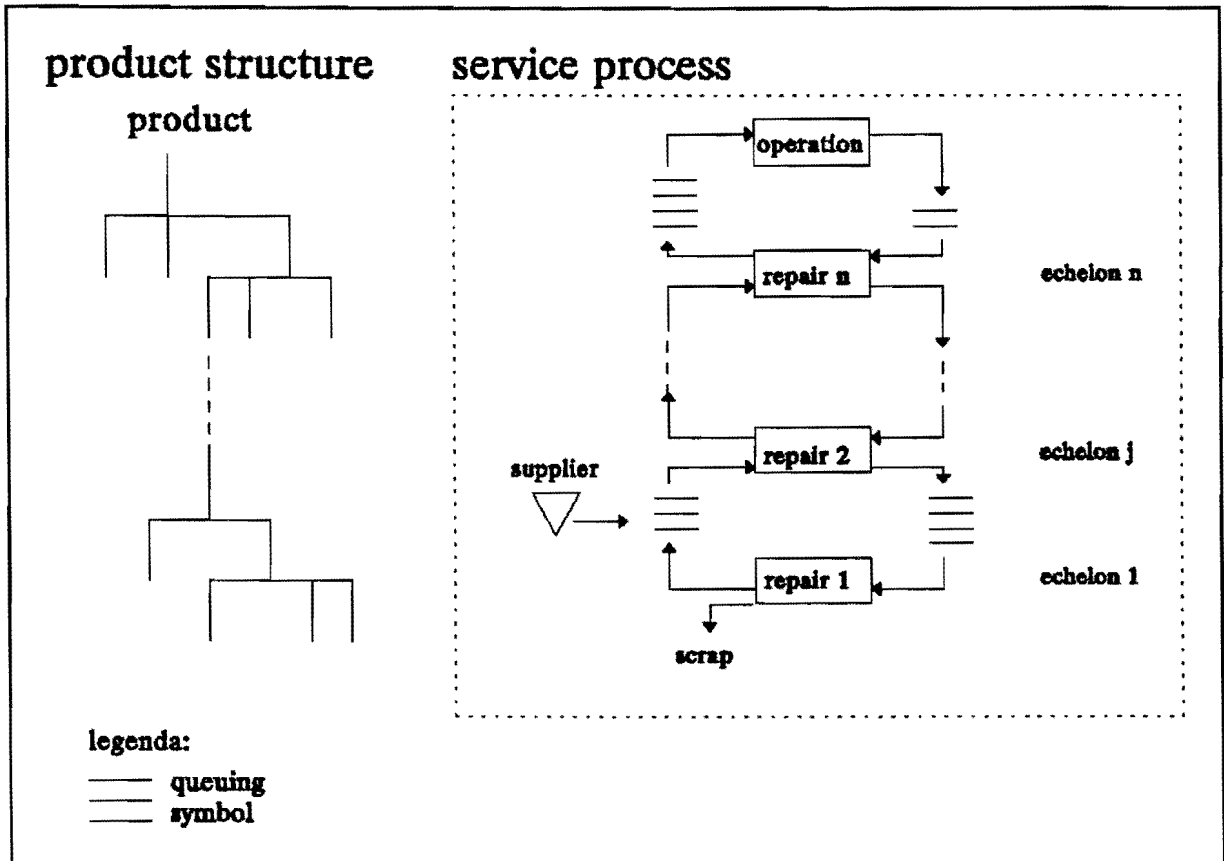 product structure
product
service process
operation
repair n
echelon n
repair 2
echelon j
supplier
repair 1
echelon 1
scrap
legenda:
queuing
symbol